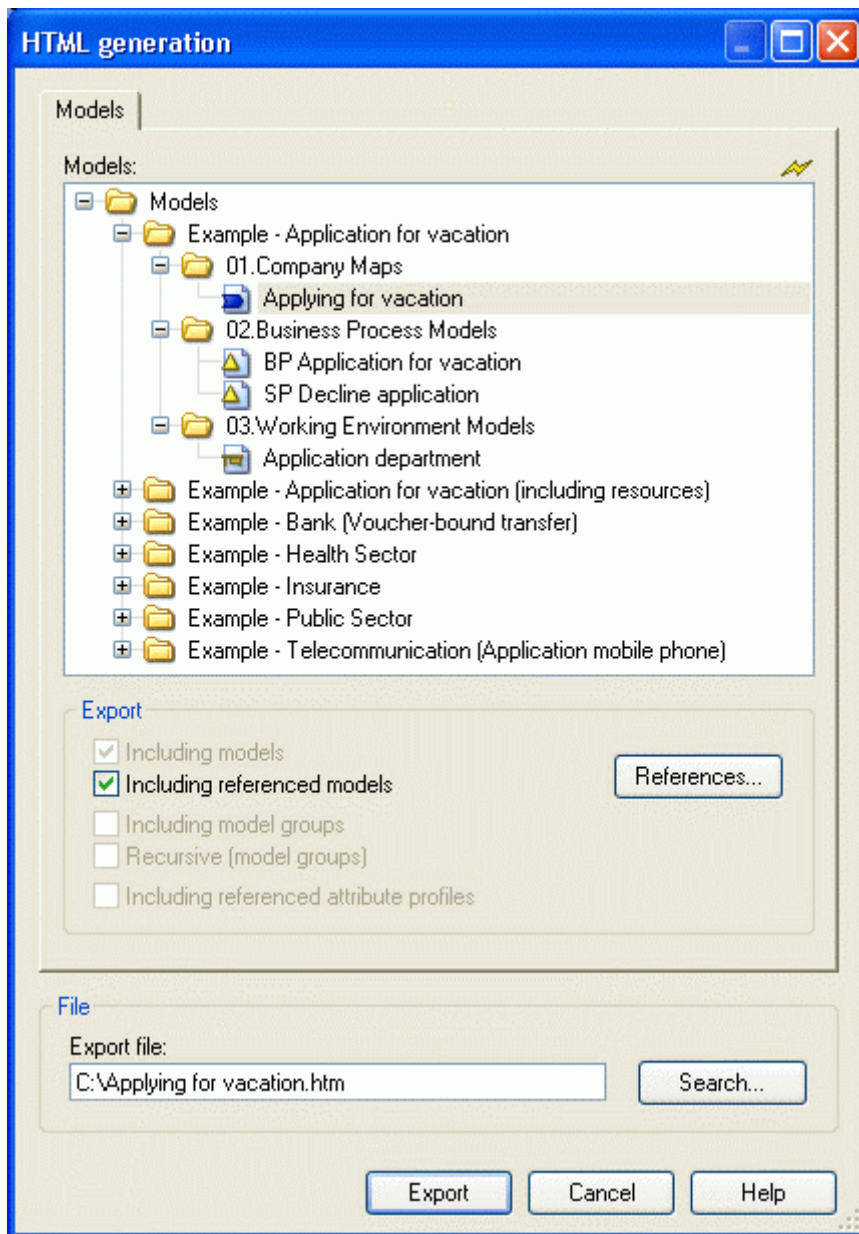 HTML generation
Models
Models:
Models
Example - Application for vacation
01.Company Maps
Applying for vacation
02.Business Process Models
BP Application for vacation
SP Decline application
03.Working Environment Models
Application department
Example - Application for vacation (including resources)
Example - Bank (Voucher-bound transfer)
Example - Health Sector
Example - Insurance
Example - Public Sector
Example - Telecommunication (Application mobile phone)
Export
Including models
Including referenced models
References...
Including model groups
Recursive (model groups)
Including referenced attribute profiles
File
Export file:
C:\Applying for vacation.htm
Search...
Export
Cancel
Help